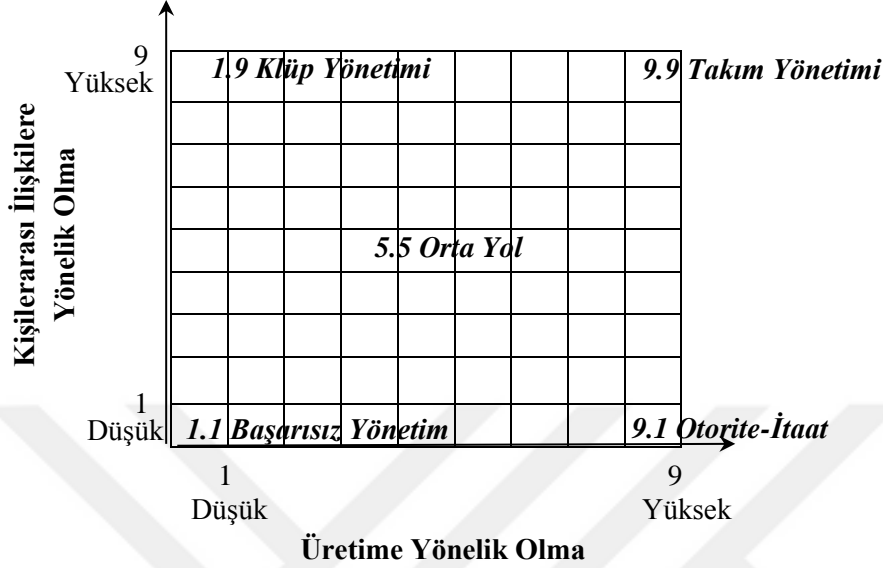 9
Yüksek
1.9 Klüp Yönetimi
9.9 Takım Yönetimi
Kişilerarası İlişkilere
Yönelik Olma
5.5 Orta Yol
1
Düşük
1.1 Başarısız Yönetim
9.1 Otorite-İtaat
1
Düşük
9
Yüksek
Üretime Yönelik Olma